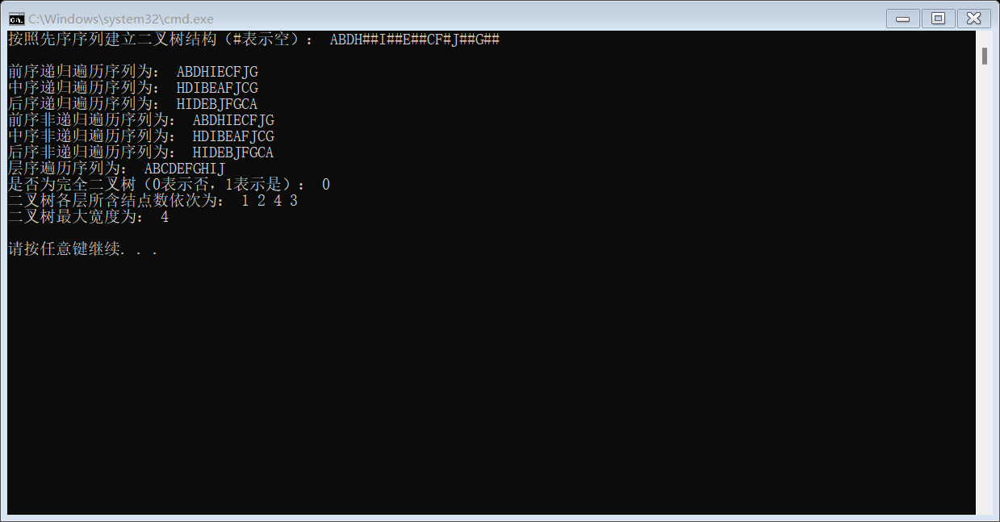 C:\Windows\system32\cmd.exe
按照先序序列建立二叉树结构（#表示空）： ABDH##I##E##CF#J##G##
前序递归遍历序列为： ABDHIECFJG
中序递归遍历序列为： HDIBEAFJCG
后序递归遍历序列为： HIDEBJFGCA
前序非递归遍历序列为： ABDHIECFJG
中序非递归遍历序列为： HDIBEAFJCG
后序非递归遍历序列为： HIDEBJFGCA
层序遍历序列为： ABCDEFGHIJ
是否为完全二叉树（0表示否，1表示是）： 0
二叉树各层所含结点数依次为： 1 2 4 3
二叉树最大宽度为： 4
请按任意键继续. . .